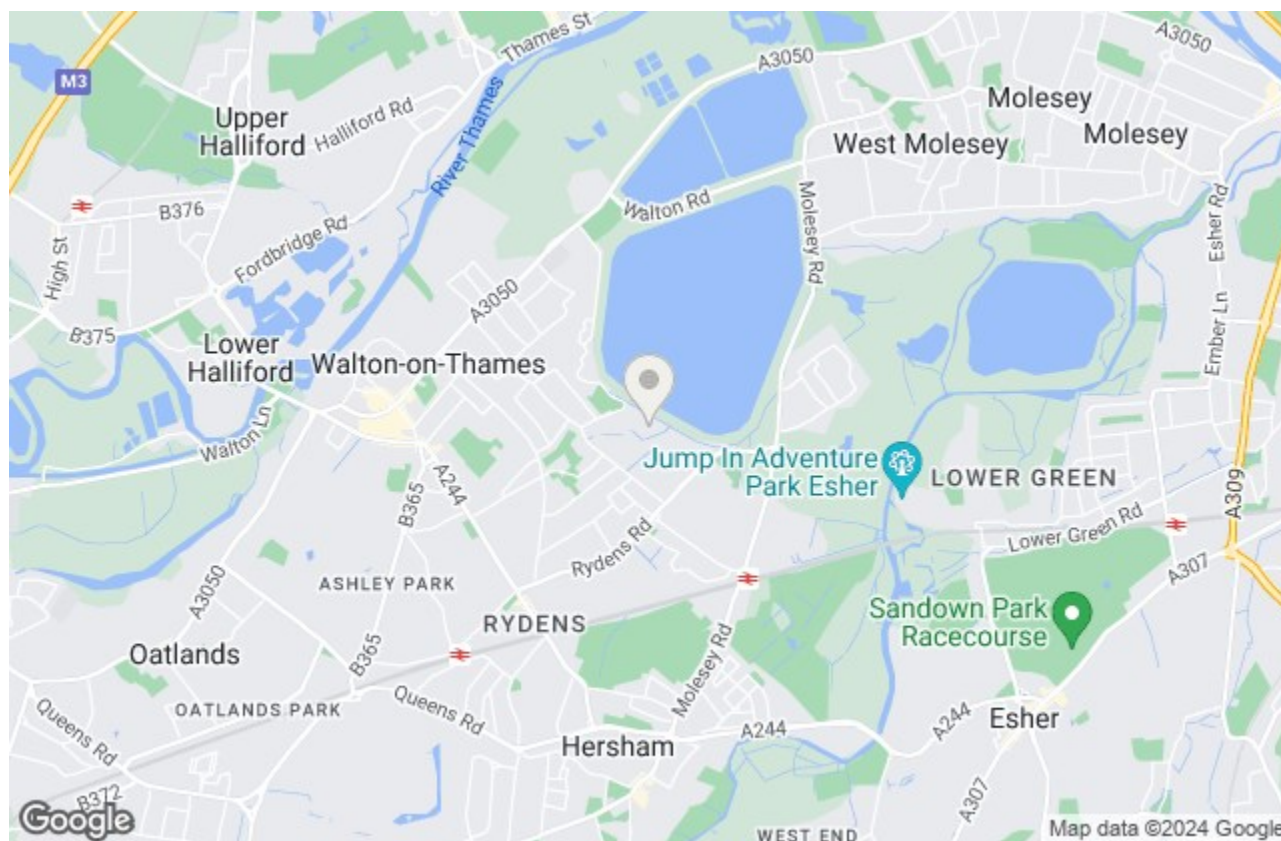 Thames St
A3050
A3050
M3
Upper
Halliford
Halliford Rd
River Thames
Molesey
West Molesey
Molesey
B376
Walton Rd
Molesey Rd
Esher Rd
High St
Fordbridge Rd
A3050
B375
Lower
Halliford
Walton-on-Thames
Ember Ln
Walton Ln
A244
B365
Jump In Adventure
Park Esher
LOWER GREEN
A309
Lower Green Rd
Rydens Rd
A307
ASHLEY PARK
A3050
RYDENS
Sandown Park
Racecourse
Oatlands
B365
Molesey Rd
OATLANDS PARK
Queens Rd
Queens Rd
Hersham
A244
A244
Esher
B372
A307
Google
WEST END
Map data ©2024 Google